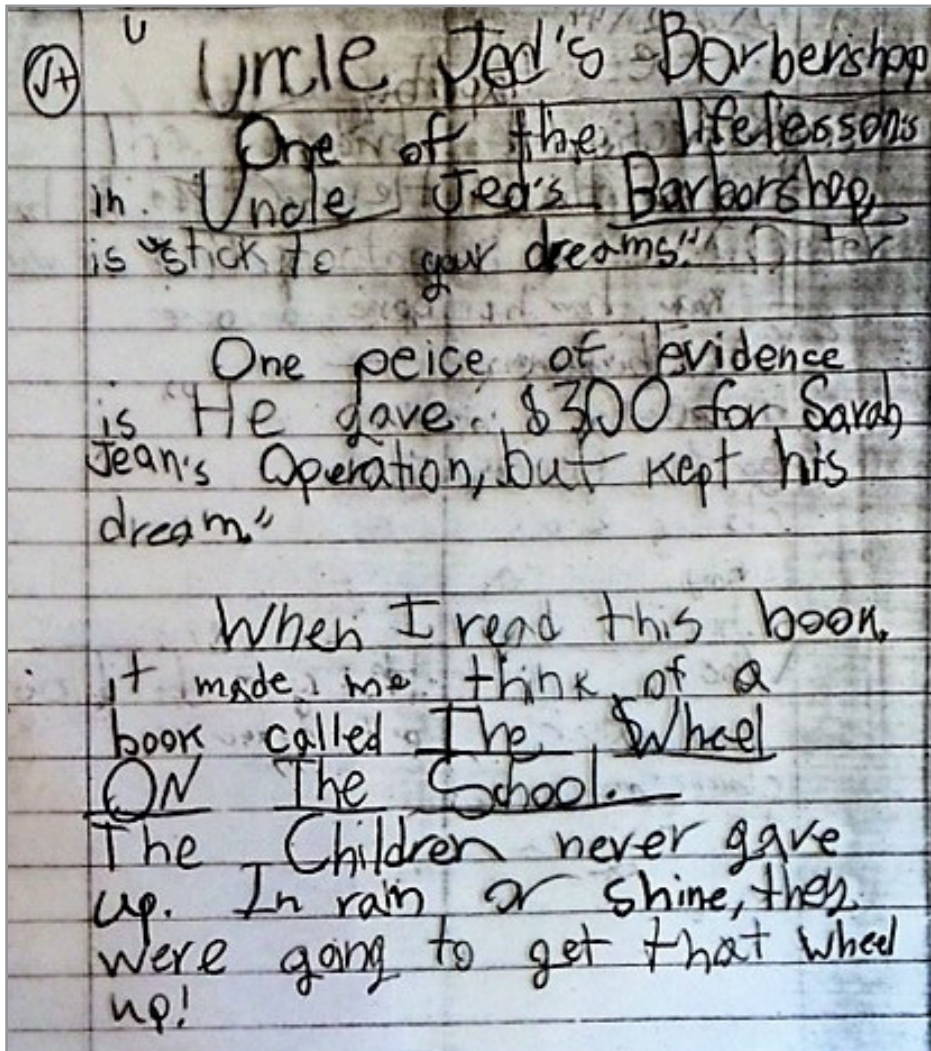 √+
" Uncle Jed's Barbershop
One of the lifelessons
in Uncle Jed's Barborshop,
is "stick to your dreams."
One peice of evidence
is He gave $300 for Sarah
Jean's Operation, but kept his
dream."
When I read this book,
it made me think of a
book called The Wheel
ON The School.
The Children never gave
up. In rain or shine, they
were going to get that wheel
up!